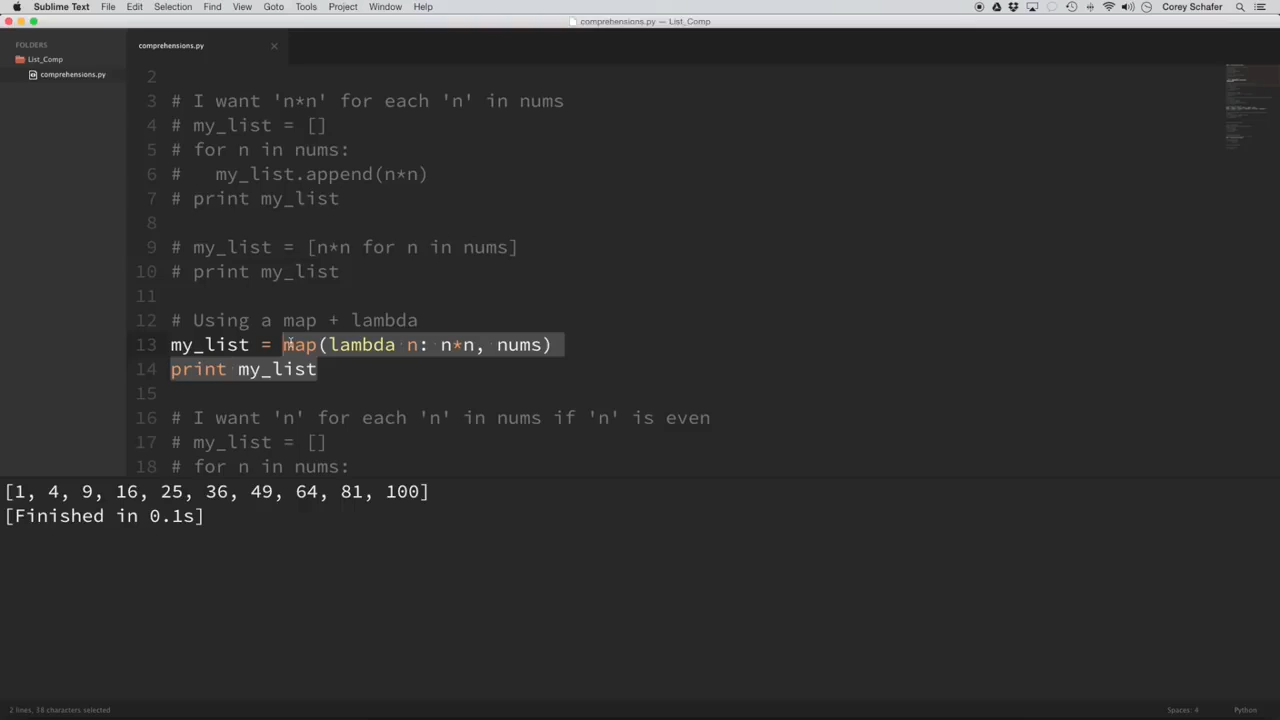 Sublime Text File Edit Selection Find View Goto Tools Project Window Help Corey Schafer
comprehensions.py — List_Comp
FOLDERS
List_Comp
comprehensions.py
comprehensions.py
2
3 # I want 'n*n' for each 'n' in nums
4 # my_list = []
5 # for n in nums:
6 #   my_list.append(n*n)
7 # print my_list
8
9 # my_list = [n*n for n in nums]
10 # print my_list
11
12 # Using a map + lambda
13 my_list = map(lambda n: n*n, nums)
14 print my_list
15
16 # I want 'n' for each 'n' in nums if 'n' is even
17 # my_list = []
18 # for n in nums:
[1, 4, 9, 16, 25, 36, 49, 64, 81, 100]
[Finished in 0.1s]
2 lines, 38 characters selected Spaces: 4 Python